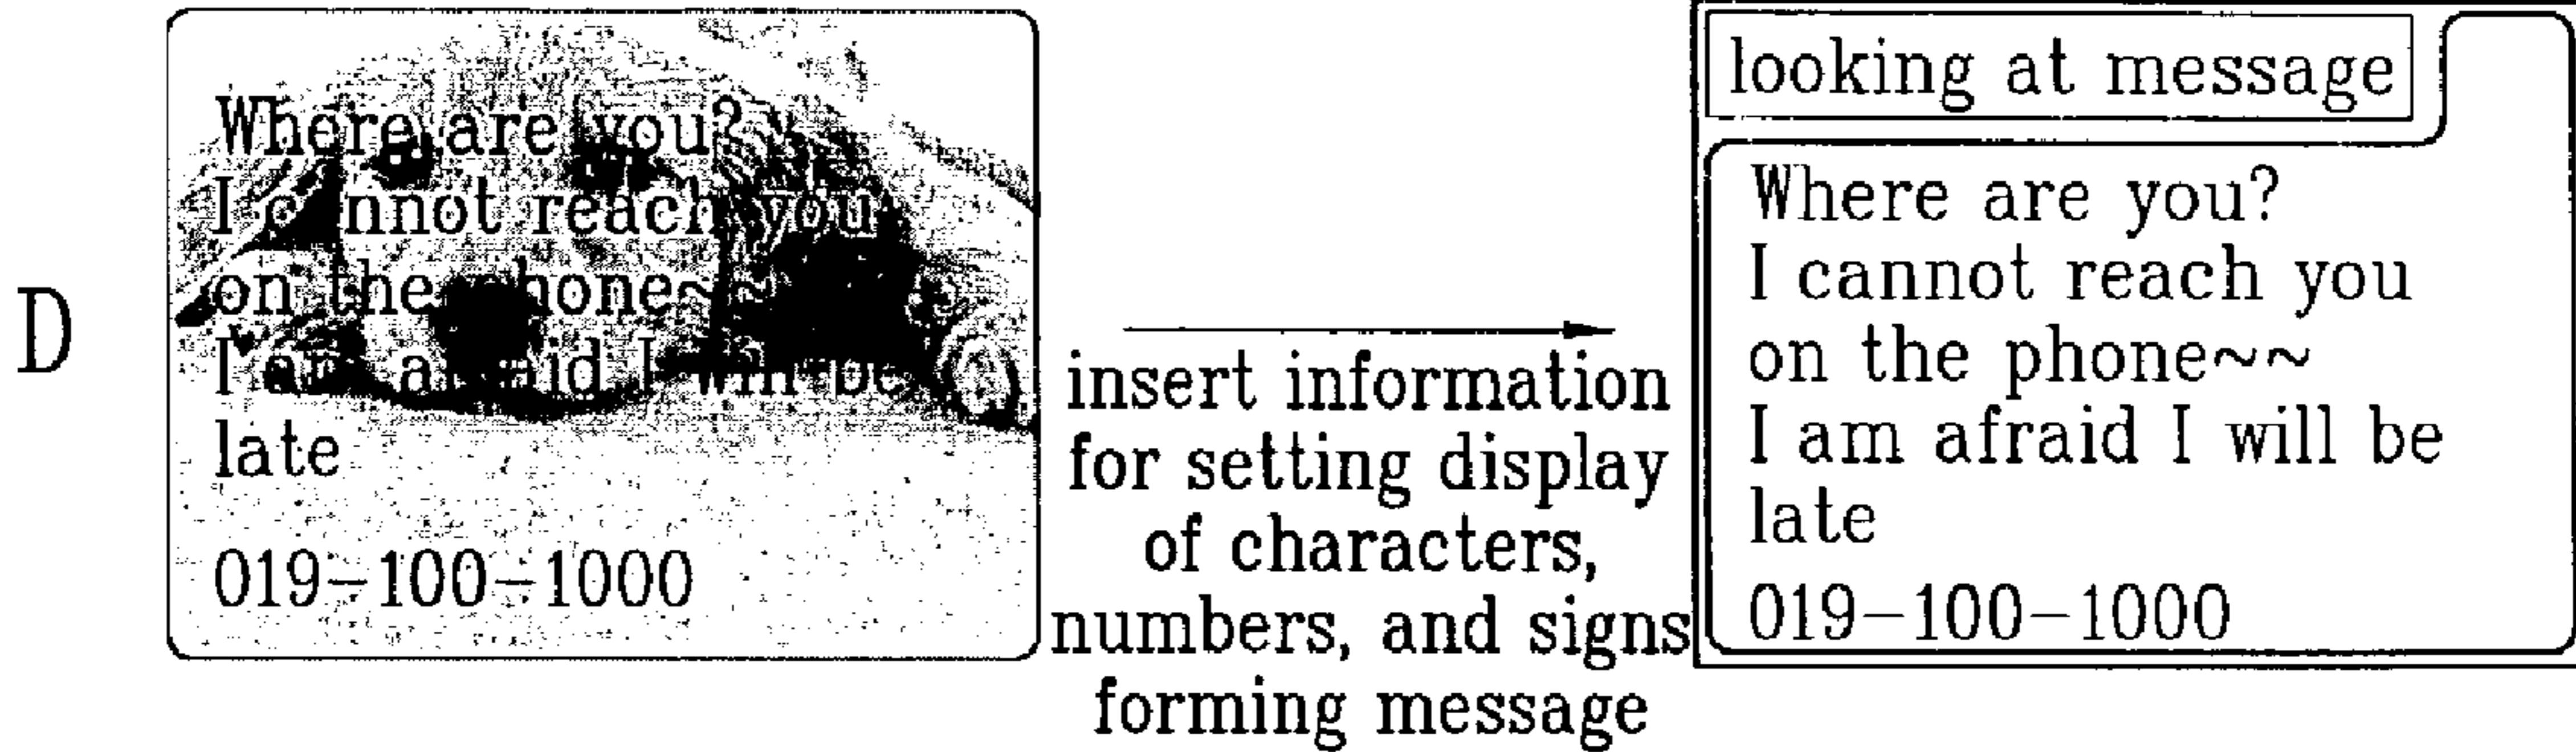 D
Where are you?
I cannot reach you
on the phone~~
I am afraid I will be
late
019-100-1000
insert information
for setting display
of characters,
numbers, and signs
forming message
looking at message
Where are you?
I cannot reach you
on the phone~~
I am afraid I will be
late
019-100-1000